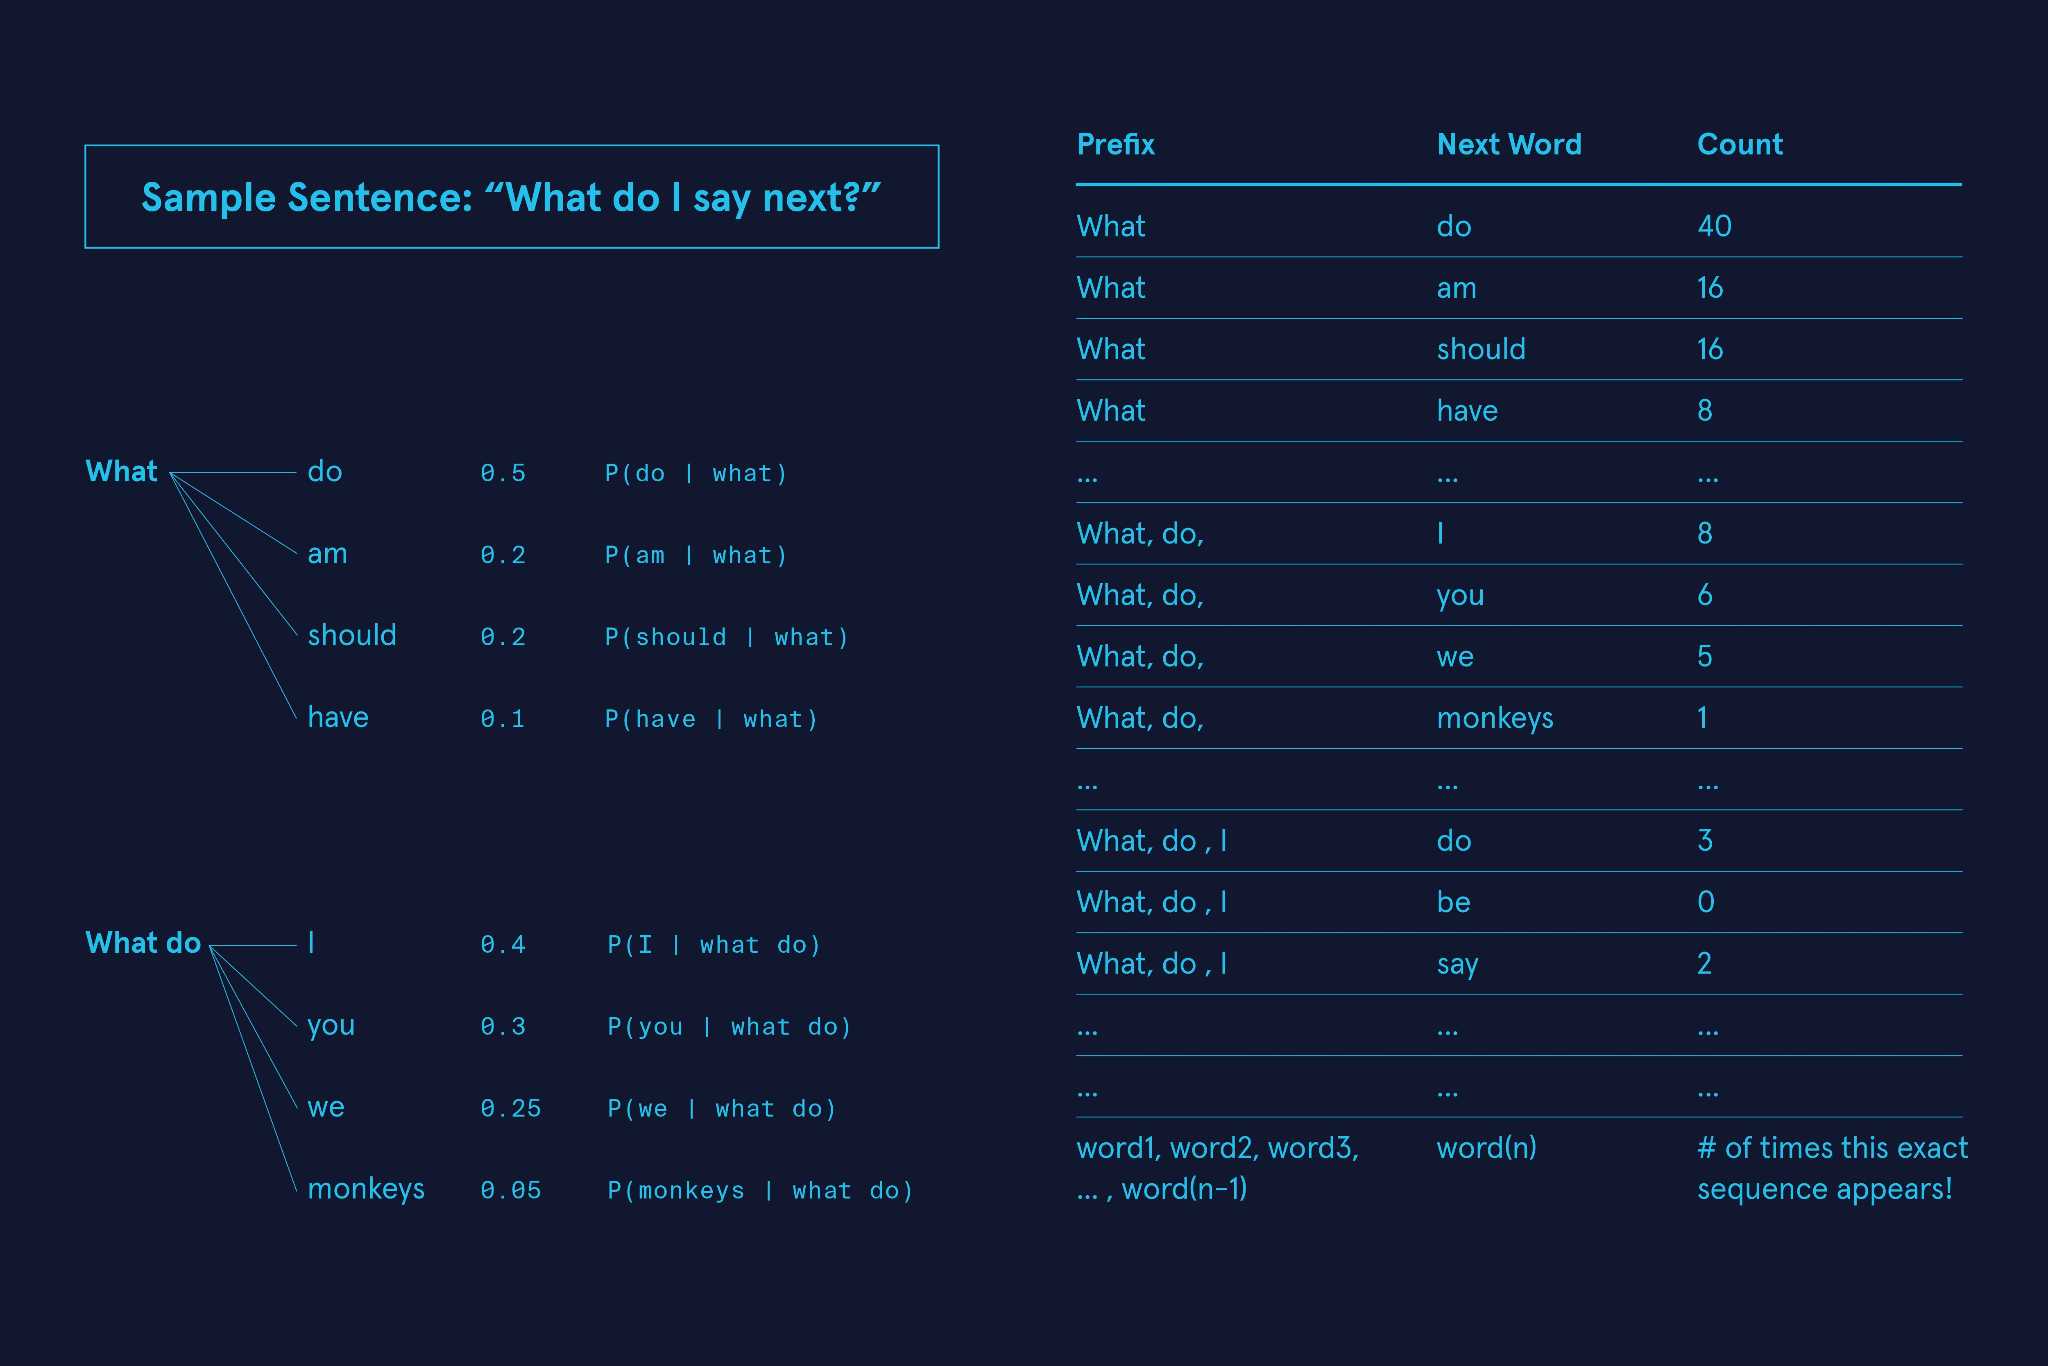 Sample Sentence: “What do I say next?”
What do 0.5 P(do | what)
am 0.2 P(am | what)
should 0.2 P(should | what)
have 0.1 P(have | what)
What do I 0.4 P(I | what do)
you 0.3 P(you | what do)
we 0.25 P(we | what do)
monkeys 0.05 P(monkeys | what do)
Prefix Next Word Count
What do 40
What am 16
What should 16
What have 8
... ... ...
What, do, I 8
What, do, you 6
What, do, we 5
What, do, monkeys 1
... ... ...
What, do , I do 3
What, do , I be 0
What, do , I say 2
... ... ...
... ... ...
word1, word2, word3, word(n) # of times this exact
... , word(n-1) sequence appears!